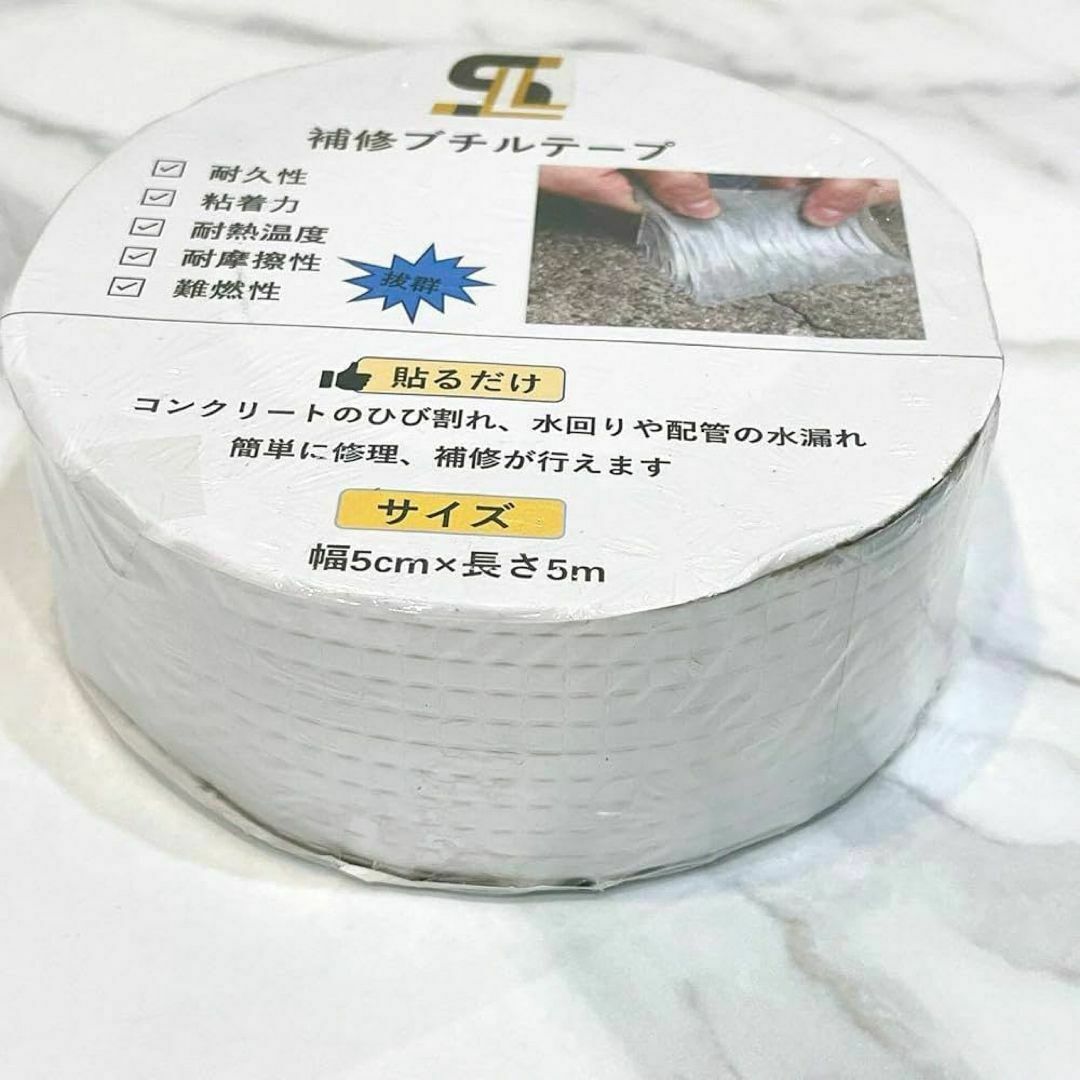 SL
補修ブチルテープ
耐久性
粘着力
耐熱温度
耐摩擦性
難燃性
抜群
貼るだけ
コンクリートのひび割れ、水回りや配管の水漏れ
簡単に修理、補修が行えます
サイズ
幅5cm×長さ5m